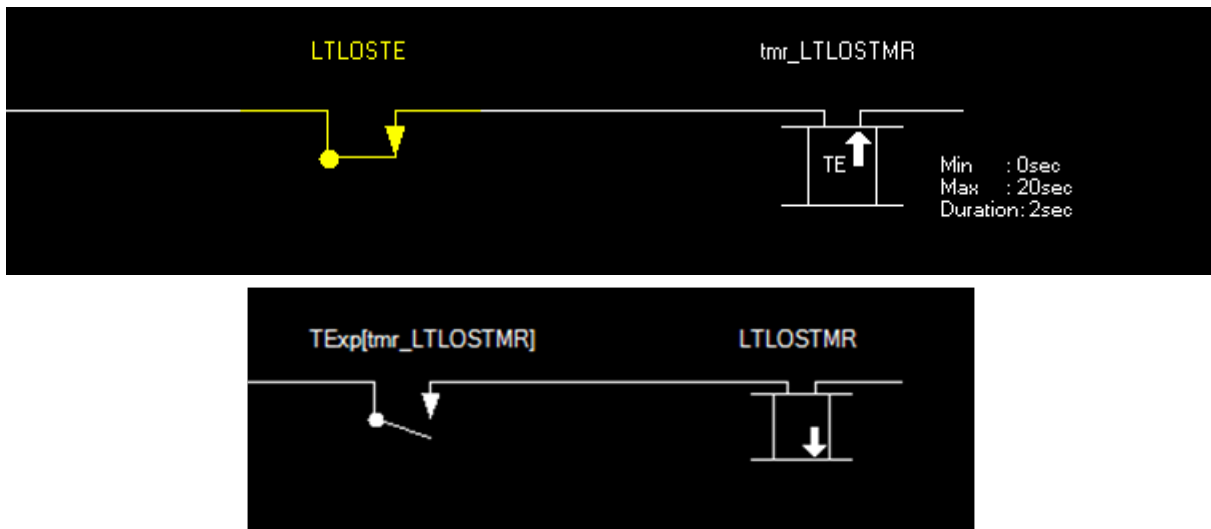 LTLOSTE
tmr_LTLOSTMR
TE
Min : 0sec
Max : 20sec
Duration: 2sec
TExp[tmr_LTLOSTMR]
LTLOSTMR